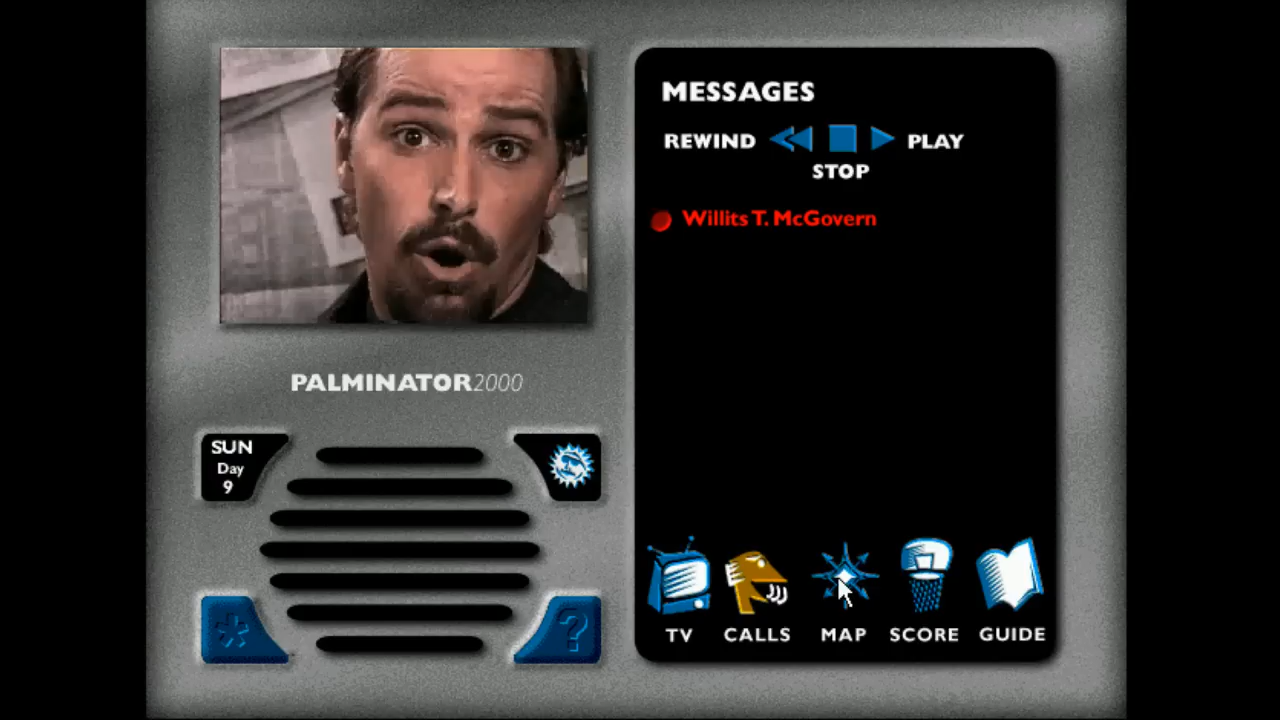 MESSAGES
REWIND PLAY
STOP
Willits T. McGovern
PALMINATOR2000
SUN
Day
9
*
?
TV CALLS MAP SCORE GUIDE